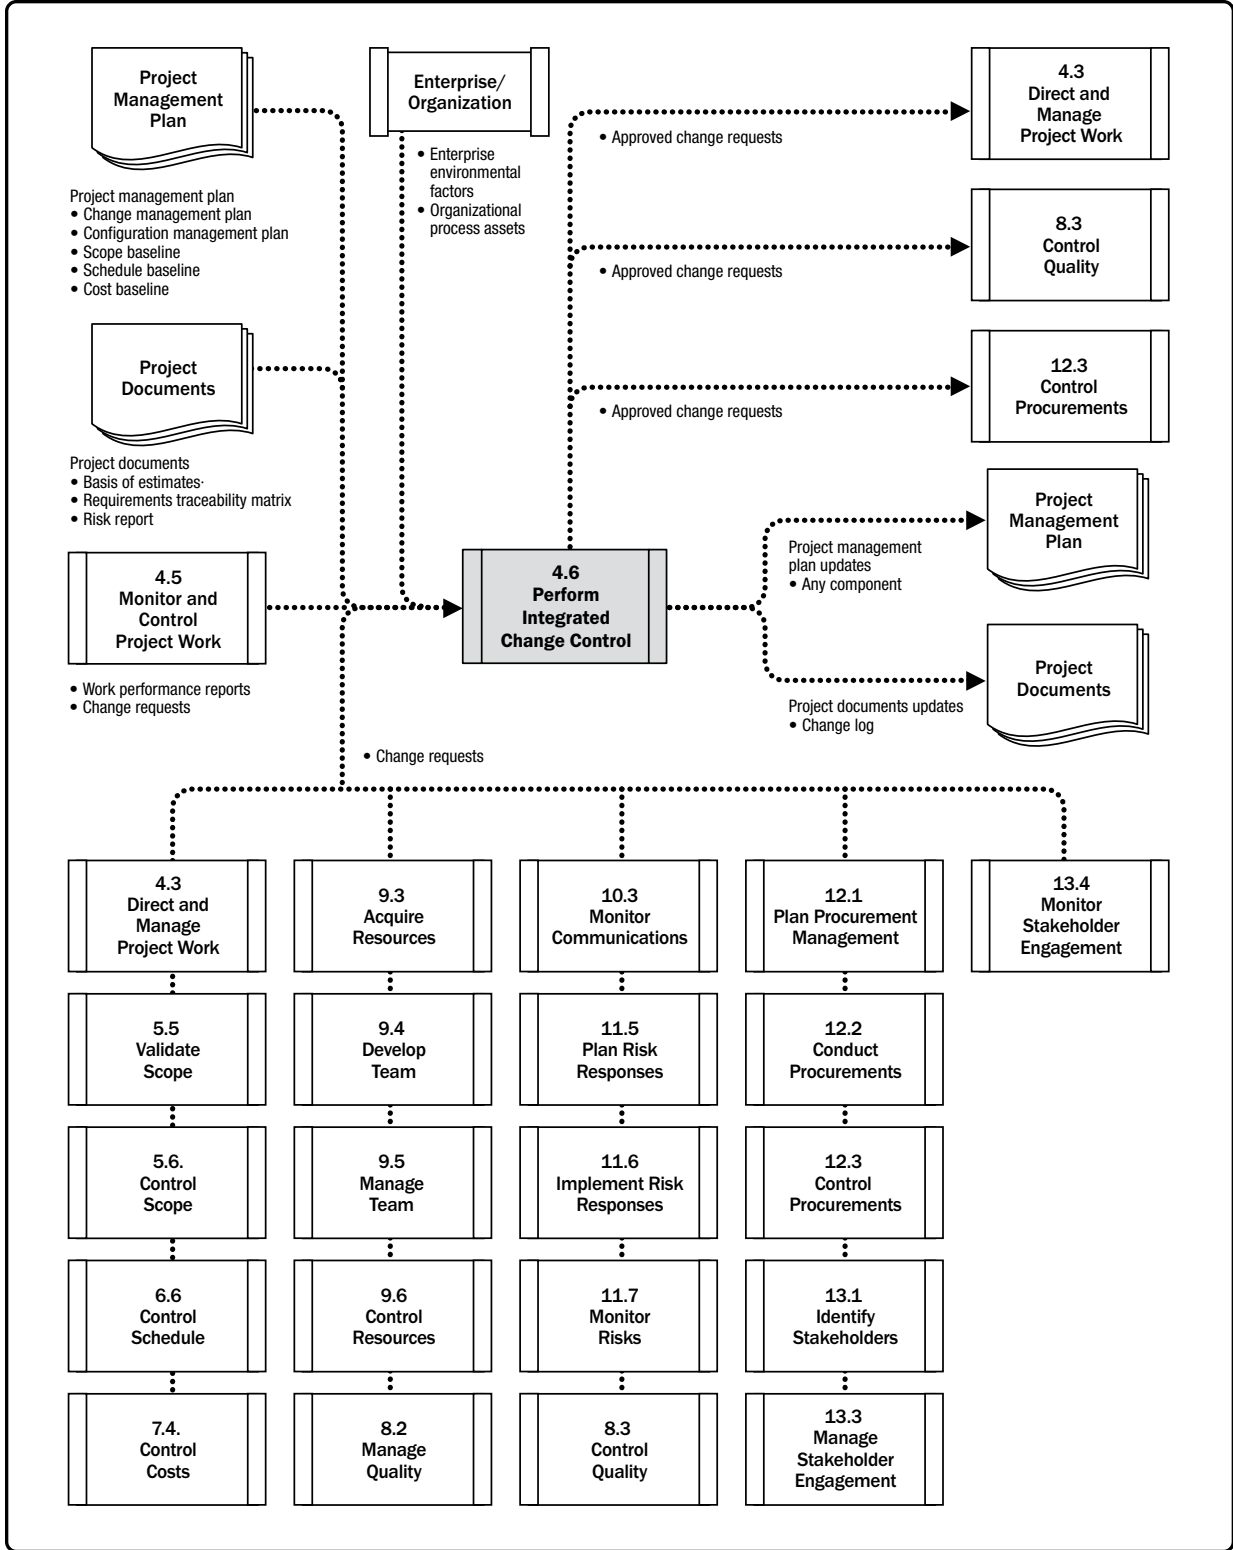 Project
Management
Plan
Enterprise/
Organization
4.3
Direct and
Manage
Project Work
• Approved change requests
• Enterprise
environmental
factors
• Organizational
process assets
Project management plan
• Change management plan
• Configuration management plan
• Scope baseline
• Schedule baseline
• Cost baseline
8.3
Control
Quality
• Approved change requests
Project
Documents
12.3
Control
Procurements
• Approved change requests
Project documents
• Basis of estimates·
• Requirements traceability matrix
• Risk report
Project
Management
Plan
4.5
Monitor and
Control
Project Work
4.6
Perform
Integrated
Change Control
Project management
plan updates
• Any component
• Work performance reports
• Change requests
Project
Documents
Project documents updates
• Change log
• Change requests
4.3
Direct and
Manage
Project Work
9.3
Acquire
Resources
10.3
Monitor
Communications
12.1
Plan Procurement
Management
13.4
Monitor
Stakeholder
Engagement
5.5
Validate
Scope
9.4
Develop
Team
11.5
Plan Risk
Responses
12.2
Conduct
Procurements
5.6.
Control
Scope
9.5
Manage
Team
11.6
Implement Risk
Responses
12.3
Control
Procurements
6.6
Control
Schedule
9.6
Control
Resources
11.7
Monitor
Risks
13.1
Identify
Stakeholders
7.4.
Control
Costs
8.2
Manage
Quality
8.3
Control
Quality
13.3
Manage
Stakeholder
Engagement